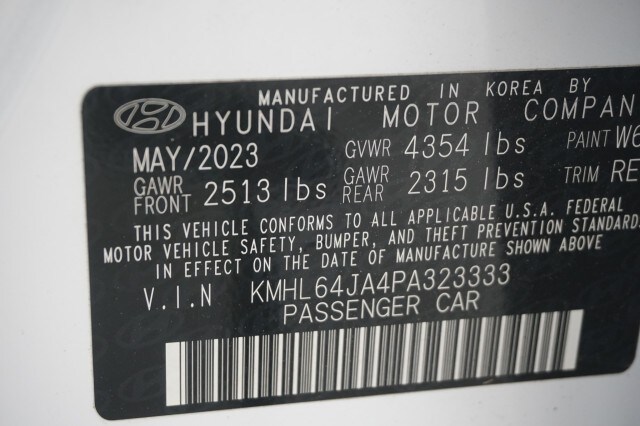 MANUFACTURED IN KOREA BY
HYUNDAI MOTOR COMPAN
MAY/2023 GVWR 4354 lbs PAINT W6
GAWR FRONT 2513 lbs GAWR REAR 2315 lbs TRIM RE
THIS VEHICLE CONFORMS TO ALL APPLICABLE U.S.A. FEDERAL
MOTOR VEHICLE SAFETY, BUMPER, AND THEFT PREVENTION STANDARD
IN EFFECT ON THE DATE OF MANUFACTURE SHOWN ABOVE
V.I.N KMHL64JA4PA323333
PASSENGER CAR